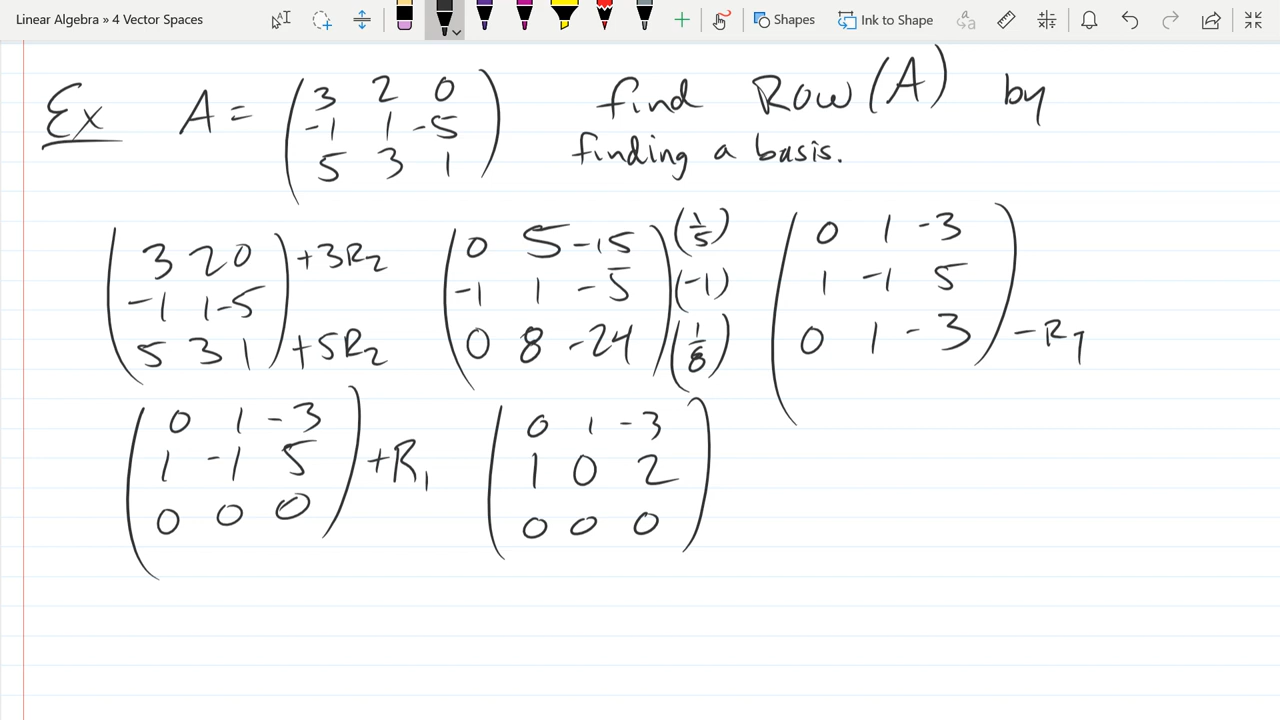 Linear Algebra » 4 Vector Spaces Shapes Ink to Shape
Ex A = ( 3 2 0 find Row(A) by
-1 1 -5
5 3 1 ) finding a basis.
( 3 2 0 +3R2
-1 1 -5
5 3 1 ) +5R2
( 0 5 -15 (1/5)
-1 1 -5 (-1)
0 8 -24 ) (1/8)
( 0 1 -3
1 -1 5
0 1 -3 ) -R1
( 0 1 -3
1 -1 5 +R1
0 0 0 )
( 0 1 -3
1 0 2
0 0 0 )